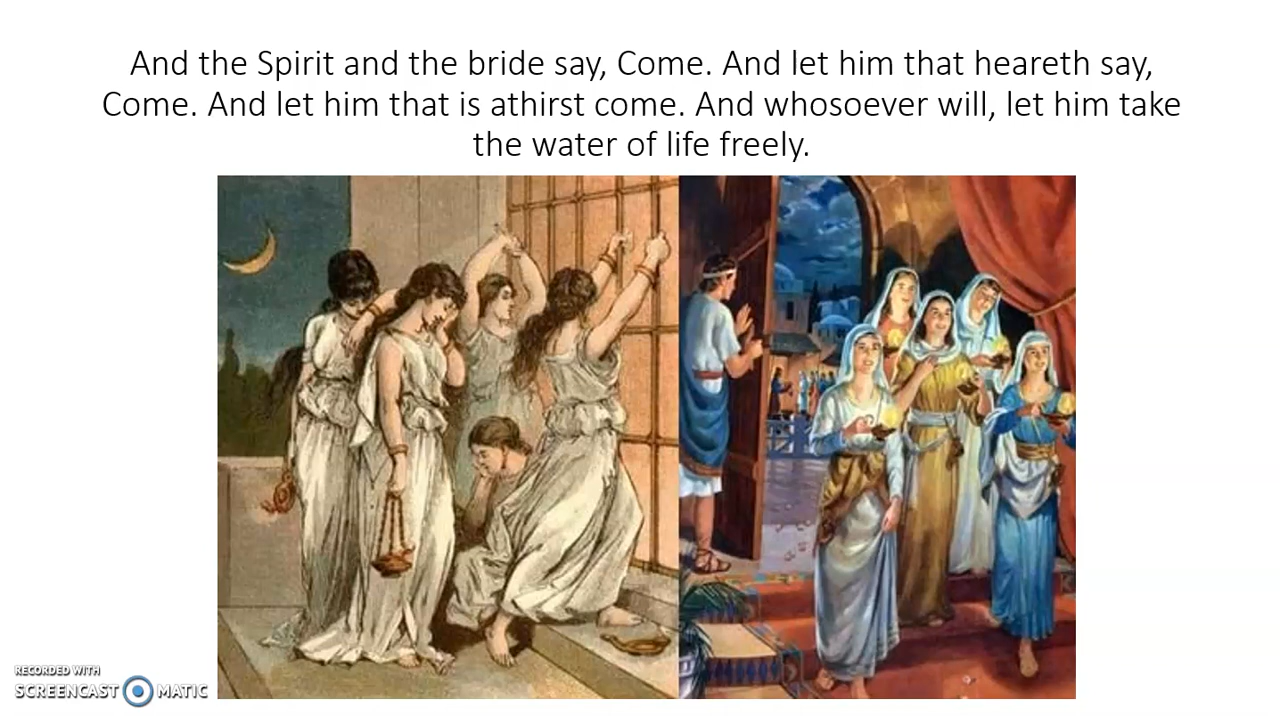 And the Spirit and the bride say, Come. And let him that heareth say,
Come. And let him that is athirst come. And whosoever will, let him take
the water of life freely.
RECORDED WITH
SCREENCAST MATIC